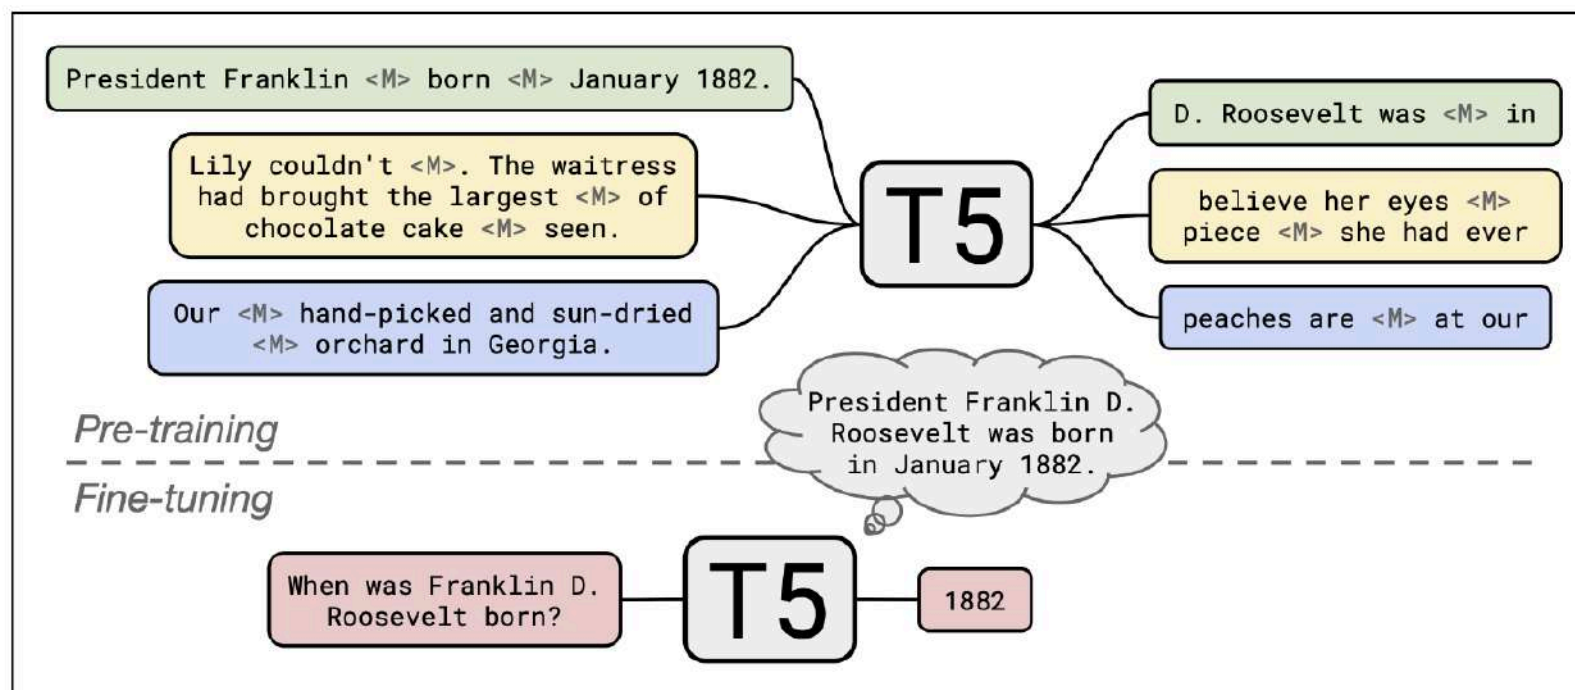 President Franklin <M> born <M> January 1882.
Lily couldn't <M>. The waitress
had brought the largest <M> of
chocolate cake <M> seen.
Our <M> hand-picked and sun-dried
<M> orchard in Georgia.
T5
D. Roosevelt was <M> in
believe her eyes <M>
piece <M> she had ever
peaches are <M> at our
Pre-training
President Franklin D.
Roosevelt was born
in January 1882.
Fine-tuning
When was Franklin D.
Roosevelt born?
T5
1882